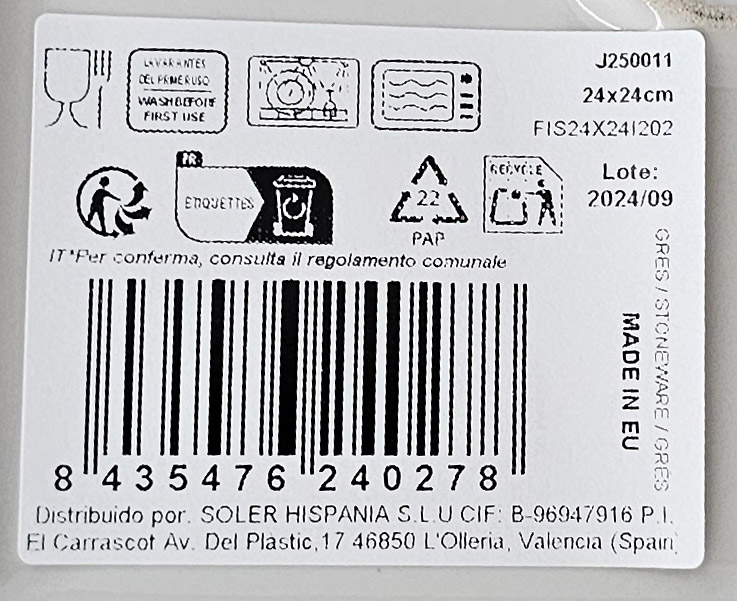 LAVAR ANTES
DEL PRIMER USO
WASH BEFORE
FIRST USE
J250011
24x24cm
FIS24X24I202
FR
ETIQUETTES
22
PAP
RECYCLE
Lote:
2024/09
IT*Per conferma, consulta il regolamento comunale
GRES / STONEWARE / GRÈS
MADE IN EU
8 435476 240278
Distribuido por. SOLER HISPANIA S.L.U CIF: B-96947916 P.I.
El Carrascot Av. Del Plastic,17 46850 L'Olleria, Valencia (Spain)